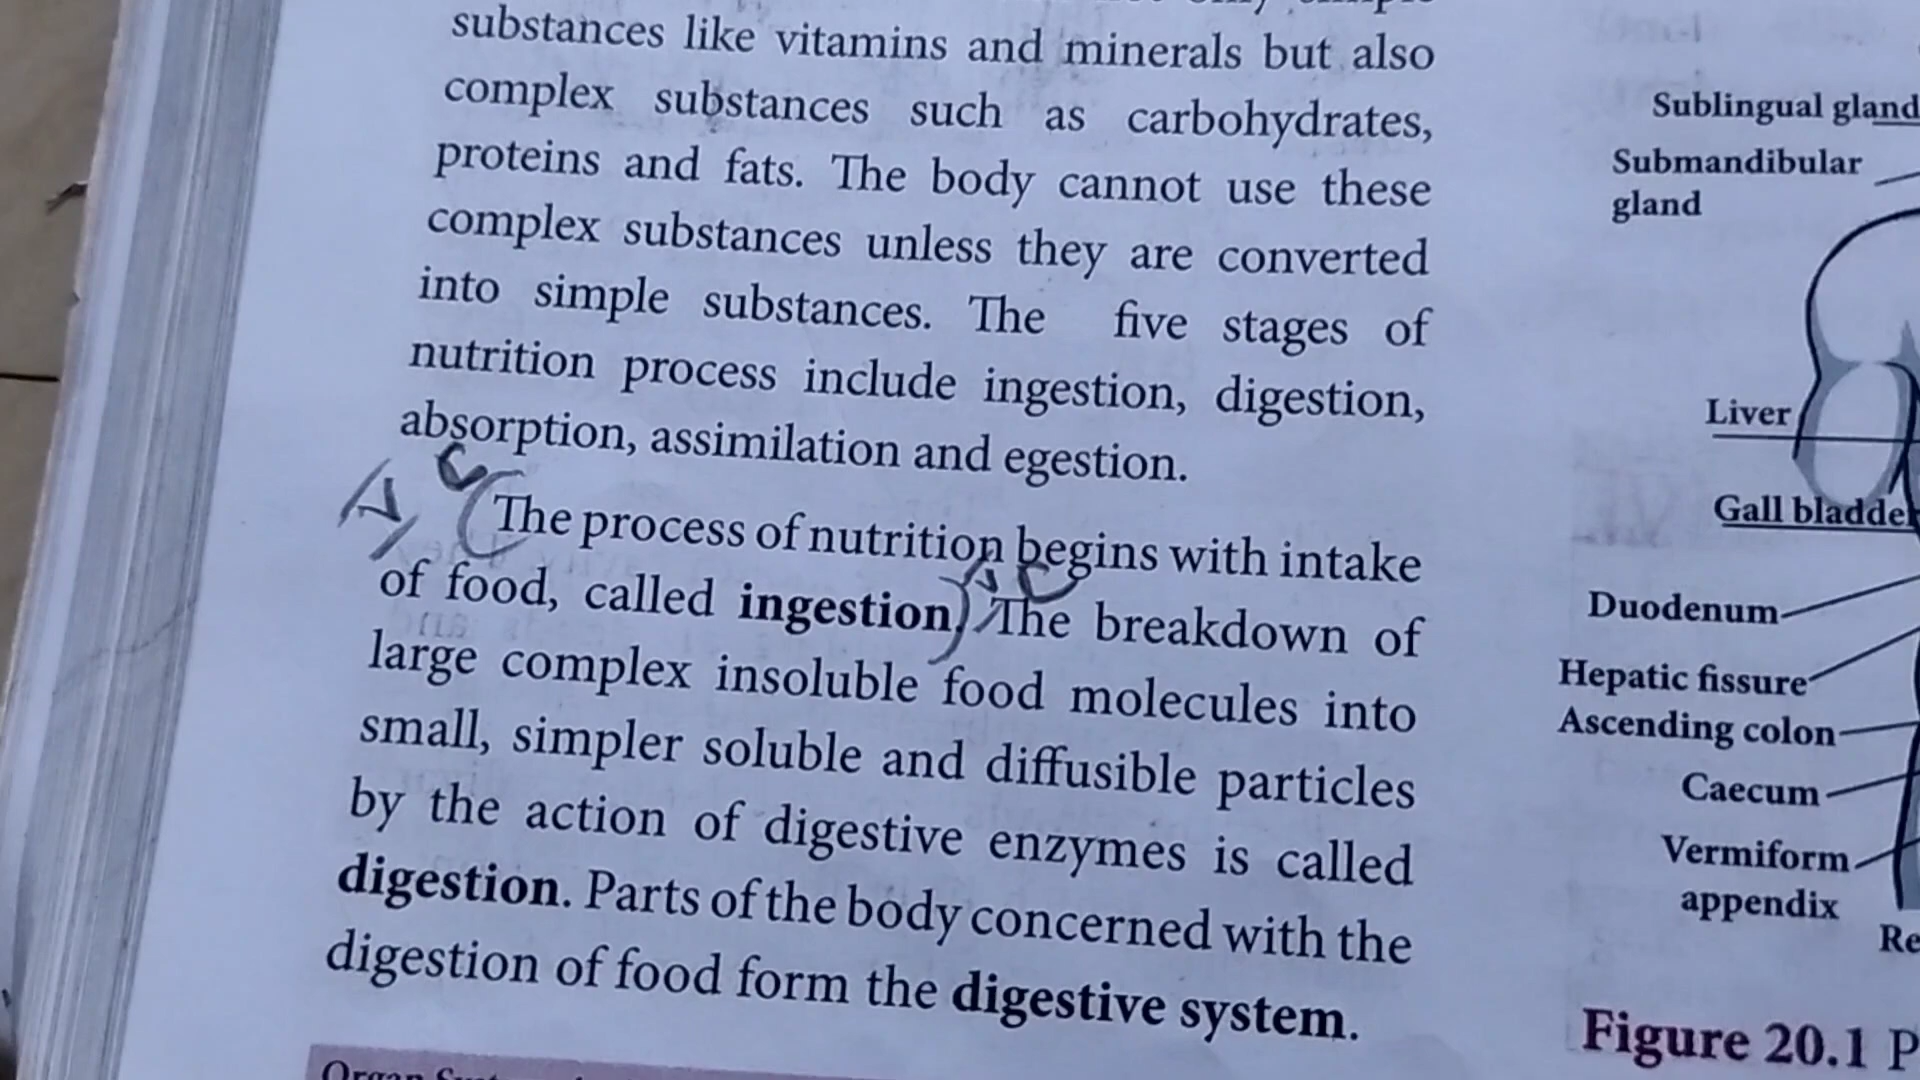 substances like vitamins and minerals but also
complex substances such as carbohydrates,
proteins and fats. The body cannot use these
complex substances unless they are converted
into simple substances. The five stages of
nutrition process include ingestion, digestion,
absorption, assimilation and egestion.
The process of nutrition begins with intake
of food, called ingestion. The breakdown of
large complex insoluble food molecules into
small, simpler soluble and diffusible particles
by the action of digestive enzymes is called
digestion. Parts of the body concerned with the
digestion of food form the digestive system.
Sublingual gland
Submandibular
gland
Liver
Gall bladder
Duodenum
Hepatic fissure
Ascending colon
Caecum
Vermiform
appendix
Figure 20.1